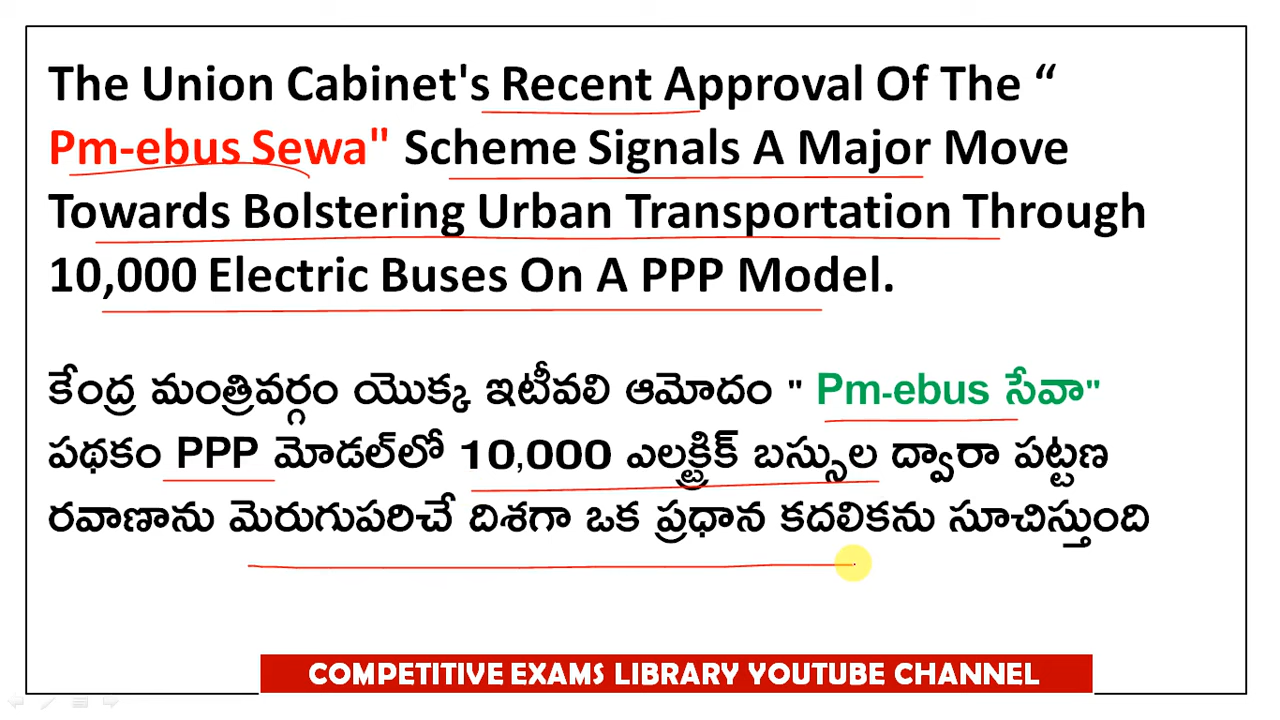 The Union Cabinet's Recent Approval Of The “
Pm-ebus Sewa" Scheme Signals A Major Move
Towards Bolstering Urban Transportation Through
10,000 Electric Buses On A PPP Model.
కేంద్ర మంత్రివర్గం యొక్క ఇటీవలి ఆమోదం " Pm-ebus సేవా"
పథకం PPP మోడల్‌లో 10,000 ఎలక్ట్రిక్ బస్సుల ద్వారా పట్టణ
రవాణాను మెరుగుపరిచే దిశగా ఒక ప్రధాన కదలికను సూచిస్తుంది
COMPETITIVE EXAMS LIBRARY YOUTUBE CHANNEL